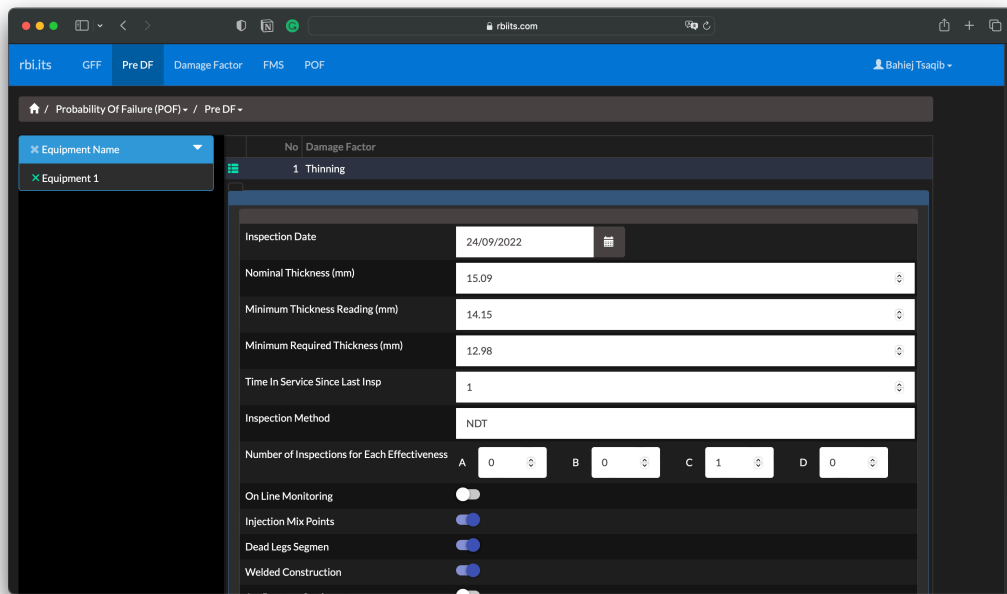 rbiits.com
rbi.its GFF Pre DF Damage Factor FMS POF Bahiej Tsaqib
/ Probability Of Failure (POF) / Pre DF
Equipment Name
Equipment 1
No Damage Factor
1 Thinning
Inspection Date 24/09/2022
Nominal Thickness (mm) 15.09
Minimum Thickness Reading (mm) 14.15
Minimum Required Thickness (mm) 12.98
Time In Service Since Last Insp 1
Inspection Method NDT
Number of Inspections for Each Effectiveness A 0 B 0 C 1 D 0
On Line Monitoring
Injection Mix Points
Dead Legs Segmen
Welded Construction